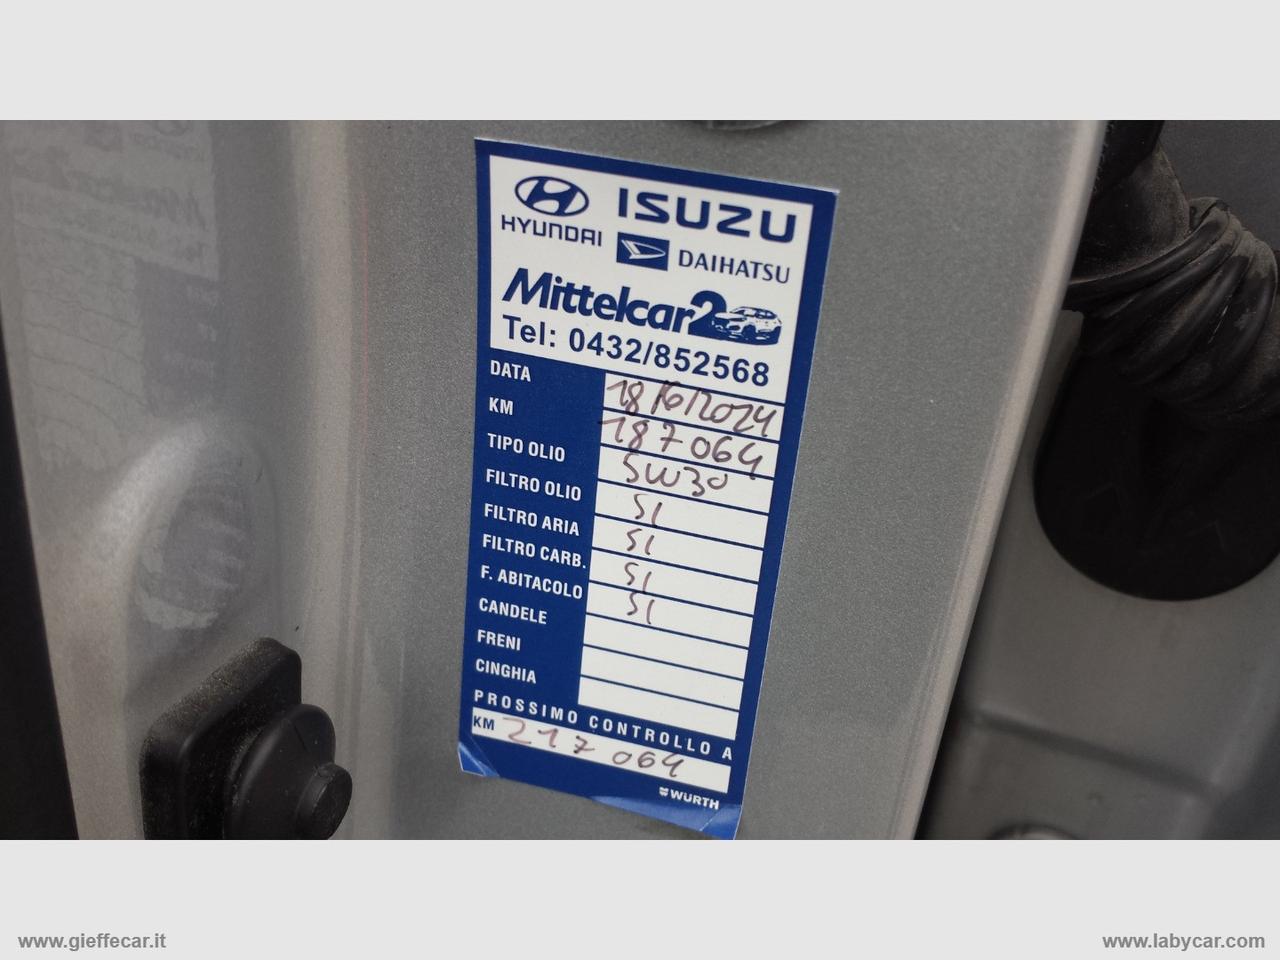 HYUNDAI
ISUZU
DAIHATSU
Mittelcar2
Tel: 0432/852568
DATA 18/6/2024
KM 187064
TIPO OLIO 5W30
FILTRO OLIO SI
FILTRO ARIA SI
FILTRO CARB. SI
F. ABITACOLO SI
CANDELE
FRENI
CINGHIA
PROSSIMO CONTROLLO A
KM 217064
WURTH
www.gieffecar.it
www.labycar.com